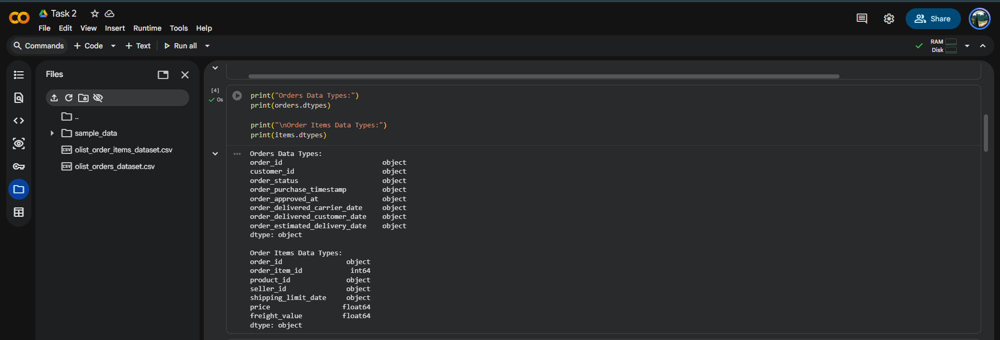 Task 2
File Edit View Insert Runtime Tools Help
Share
Commands + Code + Text Run all
RAM
Disk
Files
..
sample_data
olist_order_items_dataset.csv
olist_orders_dataset.csv
[4]
0s
print("Orders Data Types:")
print(orders.dtypes)
print("\nOrder Items Data Types:")
print(items.dtypes)
Orders Data Types:
order_id object
customer_id object
order_status object
order_purchase_timestamp object
order_approved_at object
order_delivered_carrier_date object
order_delivered_customer_date object
order_estimated_delivery_date object
dtype: object
Order Items Data Types:
order_id object
order_item_id int64
product_id object
seller_id object
shipping_limit_date object
price float64
freight_value float64
dtype: object